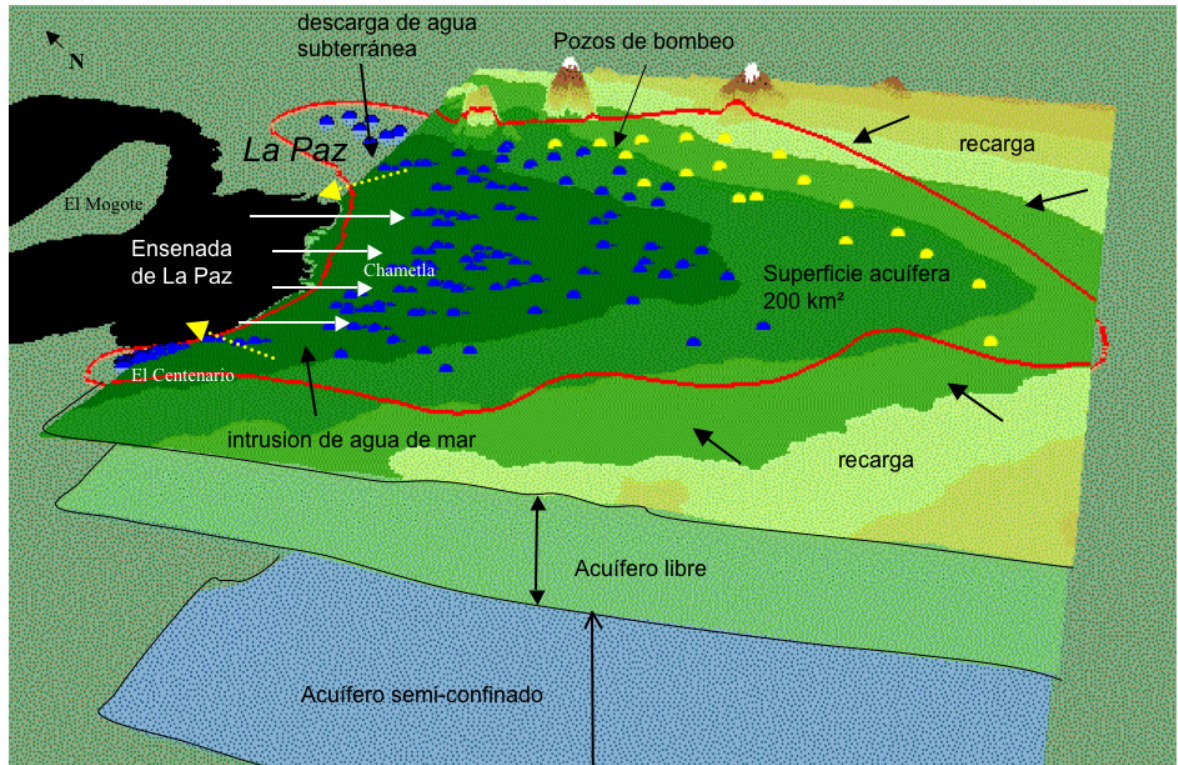 descarga de agua
subterránea
Pozos de bombeo
N
La Paz
recarga
El Mogote
Ensenada
de La Paz
Chametla
Superficie acuífera
200 km²
El Centenario
intrusion de agua de mar
recarga
Acuífero libre
Acuífero semi-confinado